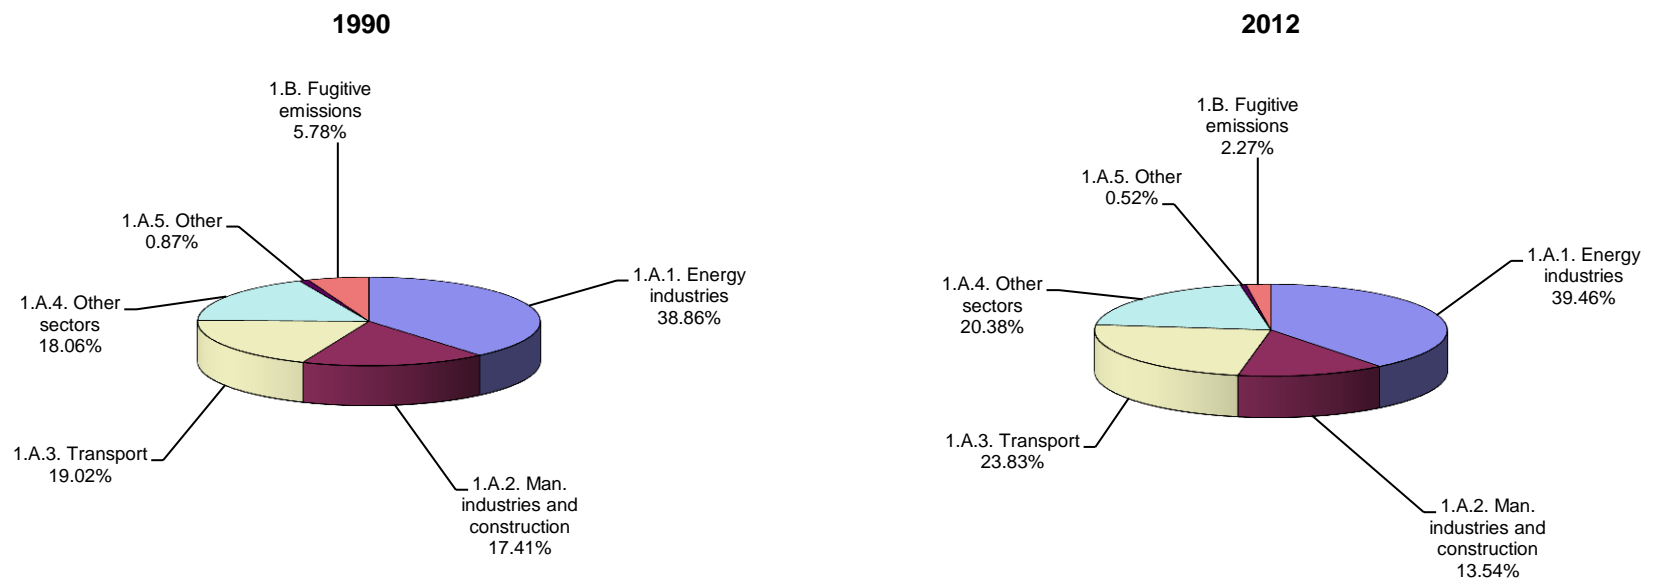 1990
1.B. Fugitive
emissions
5.78%
1.A.5. Other
0.87%
1.A.1. Energy
industries
38.86%
1.A.4. Other
sectors
18.06%
1.A.3. Transport
19.02%
1.A.2. Man.
industries and
construction
17.41%
2012
1.B. Fugitive
emissions
2.27%
1.A.5. Other
0.52%
1.A.1. Energy
industries
39.46%
1.A.4. Other
sectors
20.38%
1.A.3. Transport
23.83%
1.A.2. Man.
industries and
construction
13.54%